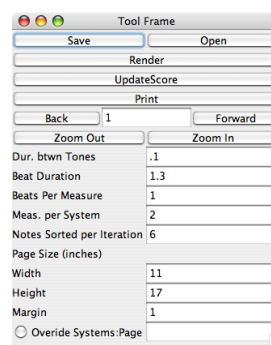 Tool Frame
Save Open
Render
UpdateScore
Print
Back 1 Forward
Zoom Out Zoom In
Dur. btwn Tones .1
Beat Duration 1.3
Beats Per Measure 1
Meas. per System 2
Notes Sorted per Iteration 6
Page Size (inches)
Width 11
Height 17
Margin 1
Overide Systems:Page